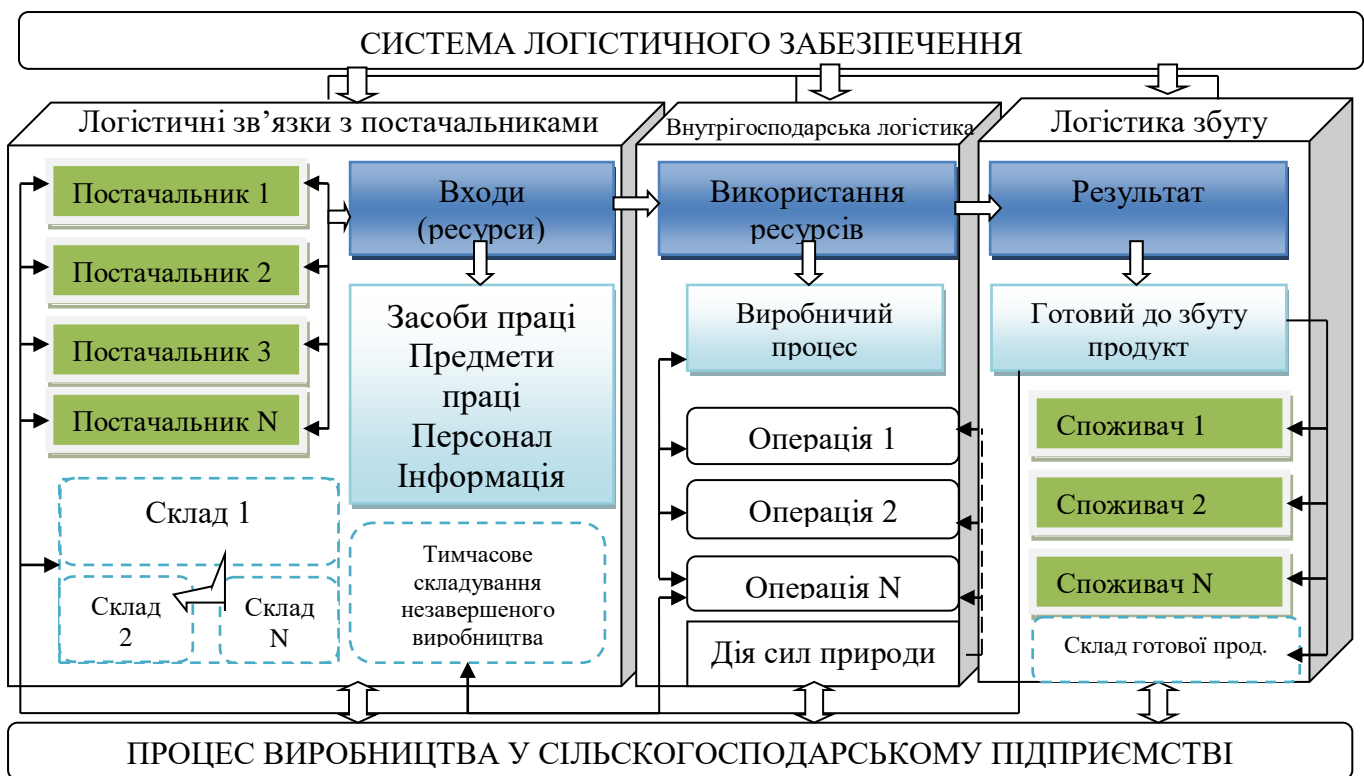 СИСТЕМА ЛОГІСТИЧНОГО ЗАБЕЗПЕЧЕННЯ
Логістичні зв’язки з постачальниками
Постачальник 1
Постачальник 2
Постачальник 3
Постачальник N
Входи
(ресурси)
Засоби праці
Предмети
праці
Персонал
Інформація
Склад 1
Склад
2
Склад
N
Тимчасове
складування
незавершеного
виробництва
Внутрігосподарська логістика
Використання
ресурсів
Виробничий
процес
Операція 1
Операція 2
Операція N
Дія сил природи
Логістика збуту
Результат
Готовий до збуту
продукт
Споживач 1
Споживач 2
Споживач N
Склад готової прод.
ПРОЦЕС ВИРОБНИЦТВА У СІЛЬСКОГОСПОДАРСЬКОМУ ПІДПРИЄМСТВІ